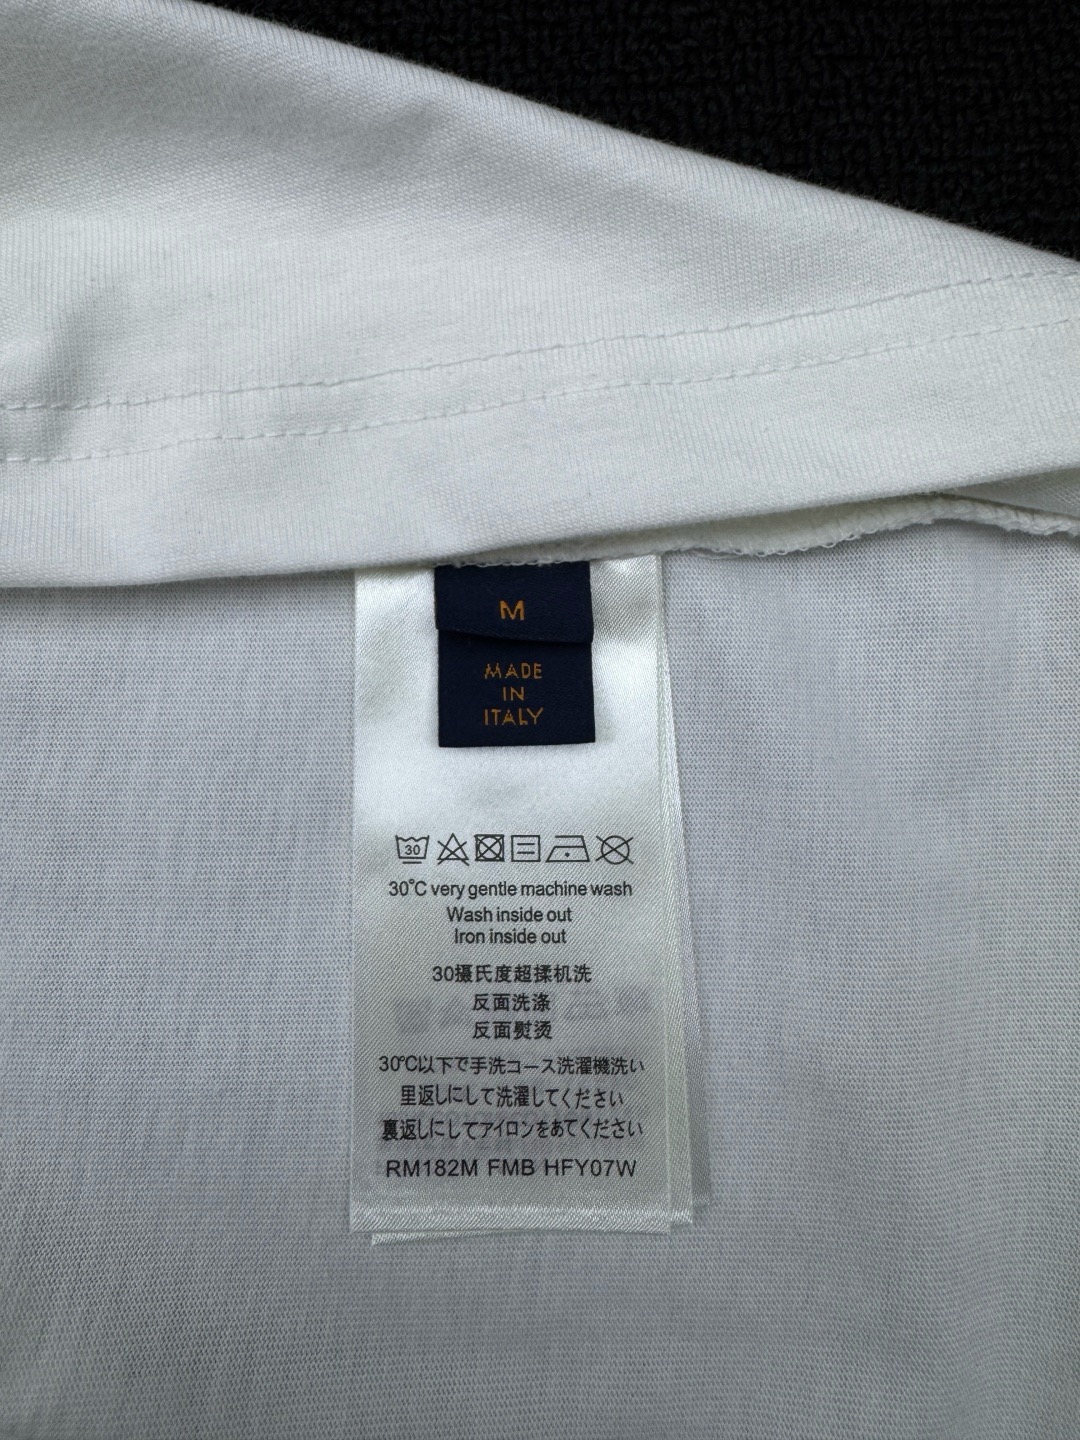 M
MADE
IN
ITALY
30
30°C very gentle machine wash
Wash inside out
Iron inside out
30摄氏度超揉机洗
反面洗涤
反面熨烫
30℃以下で手洗コース洗濯機洗い
里返しにして洗濯してください
裏返しにしてアイロンをあてください
RM182M FMB HFY07W